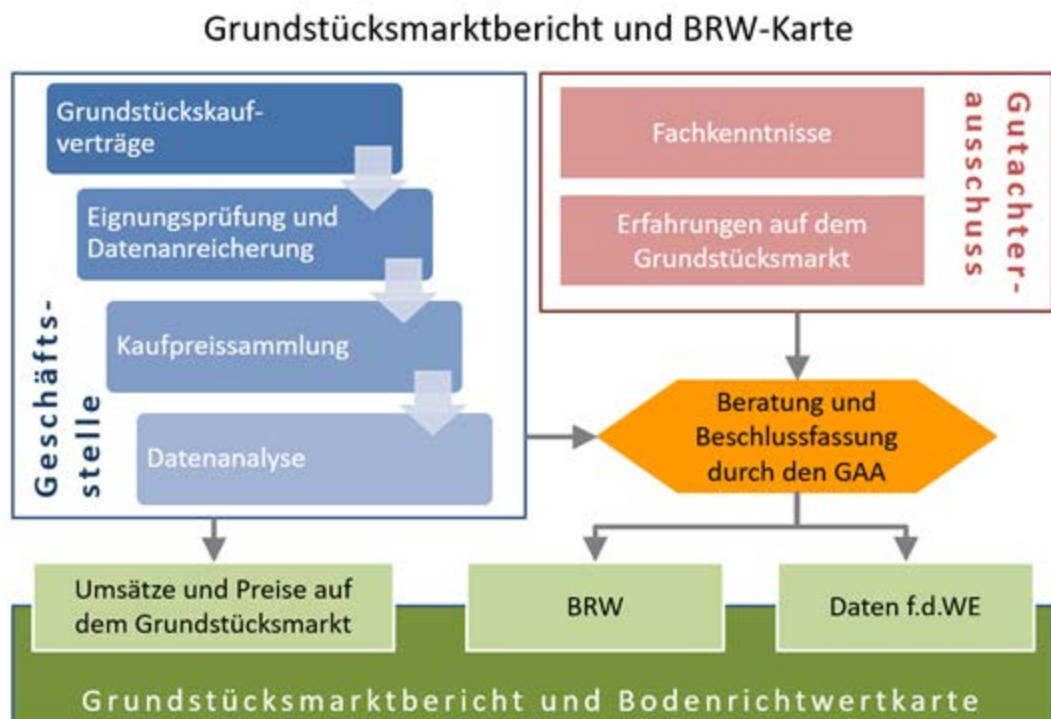 Grundstücksmarktbericht und BRW-Karte
Geschäfts-
stelle
Grundstückskauf-
verträge
Eignungsprüfung und
Datenanreicherung
Kaufpreissammlung
Datenanalyse
Gutachter-
ausschuss
Fachkenntnisse
Erfahrungen auf dem
Grundstücksmarkt
Beratung und
Beschlussfassung
durch den GAA
Umsätze und Preise auf
dem Grundstücksmarkt
BRW
Daten f.d.WE
Grundstücksmarktbericht und Bodenrichtwertkarte